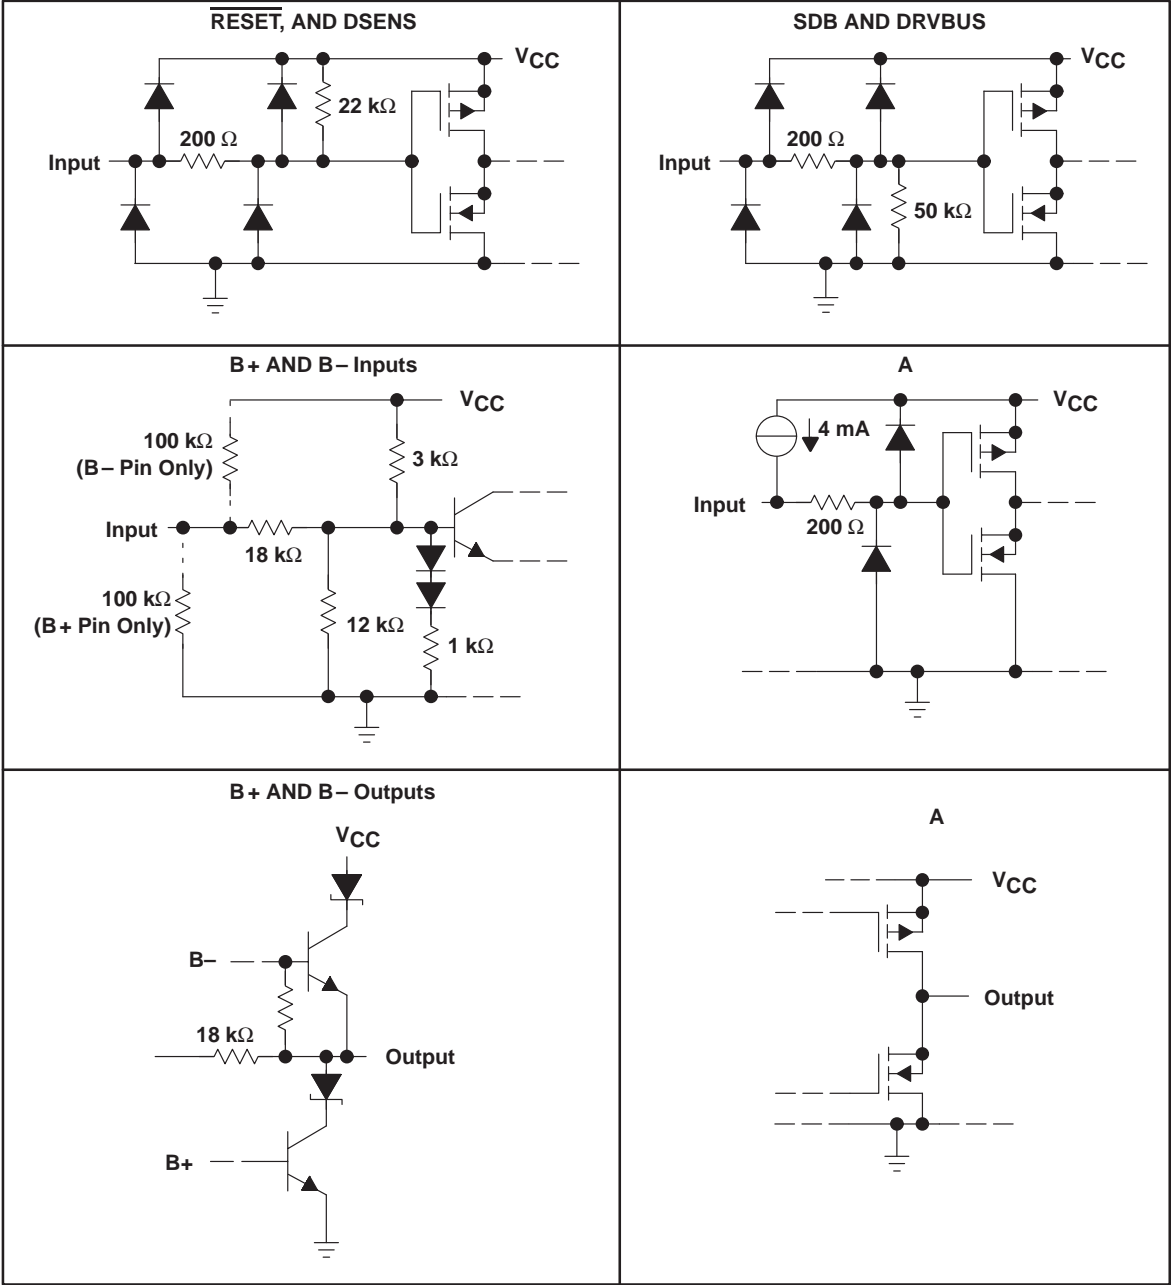 RESET, AND DSENS
VCC
22 kΩ
200 Ω
Input
SDB AND DRVBUS
VCC
200 Ω
Input
50 kΩ
B+ AND B– Inputs
VCC
100 kΩ
(B– Pin Only)
3 kΩ
Input
18 kΩ
100 kΩ
(B+ Pin Only)
12 kΩ
1 kΩ
A
VCC
4 mA
Input
200 Ω
B+ AND B– Outputs
VCC
B–
18 kΩ
Output
B+
A
VCC
Output